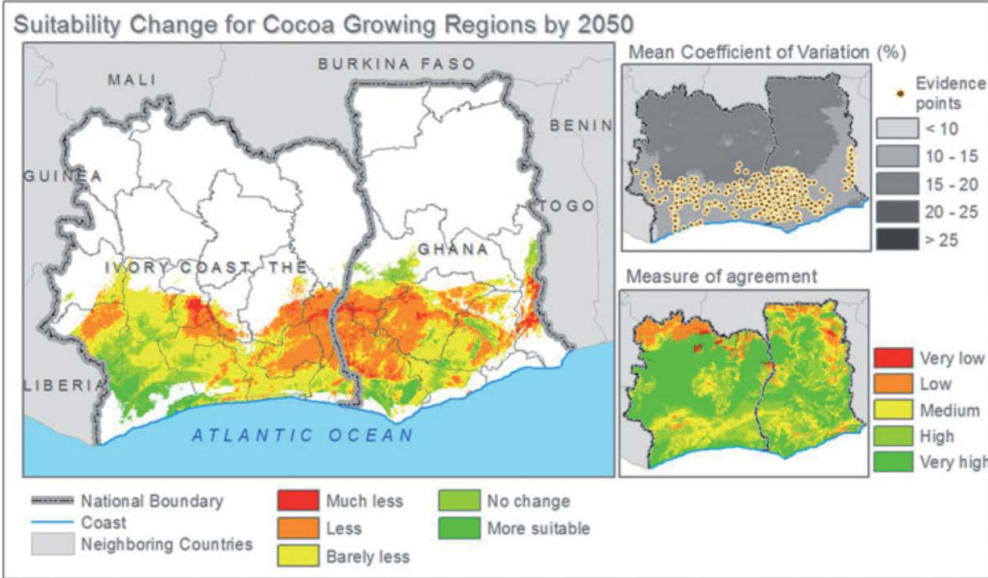 Suitability Change for Cocoa Growing Regions by 2050
MALI
BURKINA FASO
BENIN
GUINEA
TOGO
GHANA
IVORY COAST, THE
LIBERIA
ATLANTIC OCEAN
National Boundary
Coast
Neighboring Countries
Much less
Less
Barely less
No change
More suitable
Mean Coefficient of Variation (%)
Evidence
points
< 10
10 - 15
15 - 20
20 - 25
> 25
Measure of agreement
Very low
Low
Medium
High
Very high